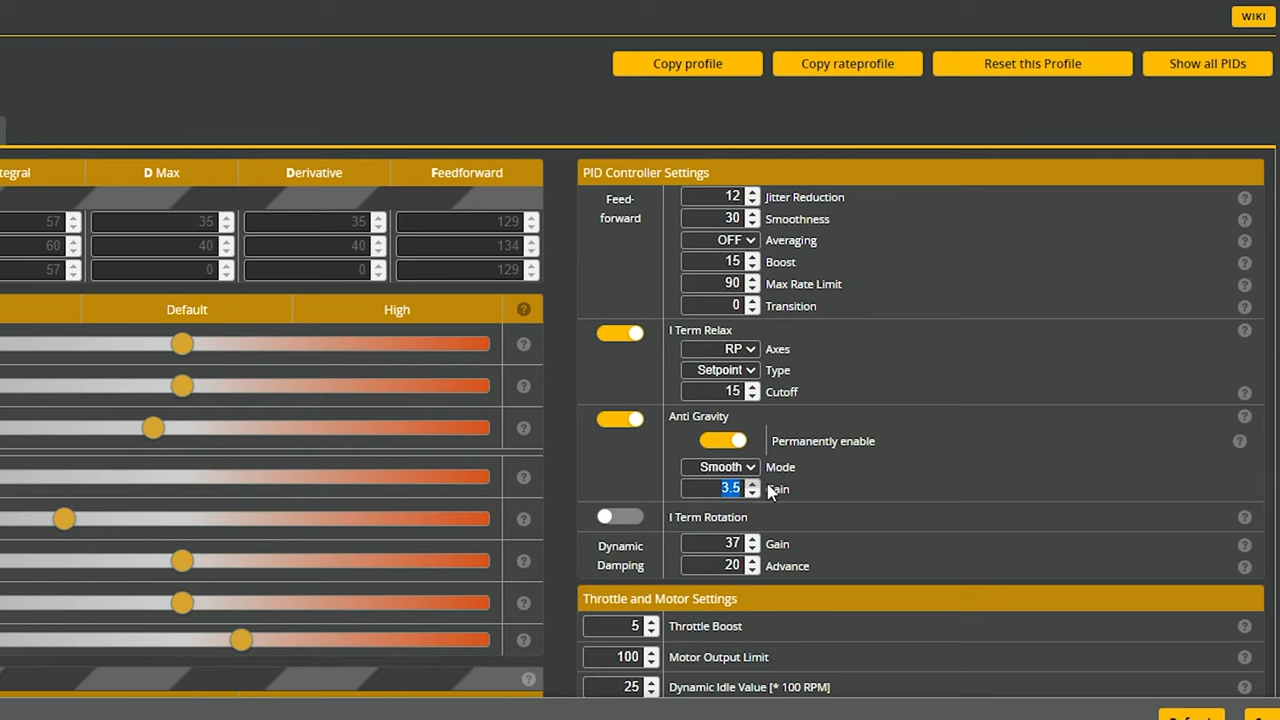 WIKI
Copy profile Copy rateprofile Reset this Profile Show all PIDs
tegral D Max Derivative Feedforward
57 35 35 129
60 40 40 134
57 0 0 129
Default High
PID Controller Settings
Feed-
forward
12 Jitter Reduction
30 Smoothness
OFF Averaging
15 Boost
90 Max Rate Limit
0 Transition
I Term Relax
RP Axes
Setpoint Type
15 Cutoff
Anti Gravity
Permanently enable
Smooth Mode
3.5 Gain
I Term Rotation
Dynamic
Damping
37 Gain
20 Advance
Throttle and Motor Settings
5 Throttle Boost
100 Motor Output Limit
25 Dynamic Idle Value [* 100 RPM]